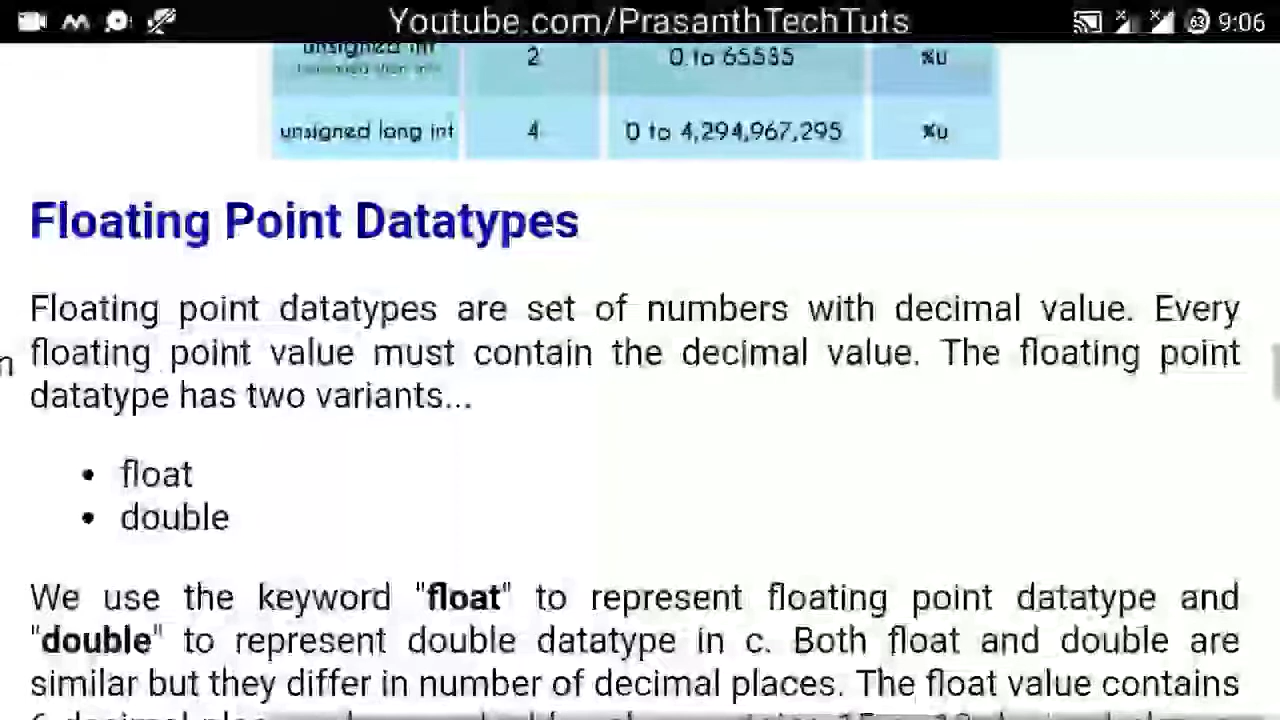 Youtube.com/PrasanthTechTuts
63 9:06
unsigned int 2 0 to 65535 %u
unsigned long int 4 0 to 4,294,967,295 %u
Floating Point Datatypes
Floating point datatypes are set of numbers with decimal value. Every
floating point value must contain the decimal value. The floating point
datatype has two variants...
• float
• double
We use the keyword "float" to represent floating point datatype and
"double" to represent double datatype in c. Both float and double are
similar but they differ in number of decimal places. The float value contains